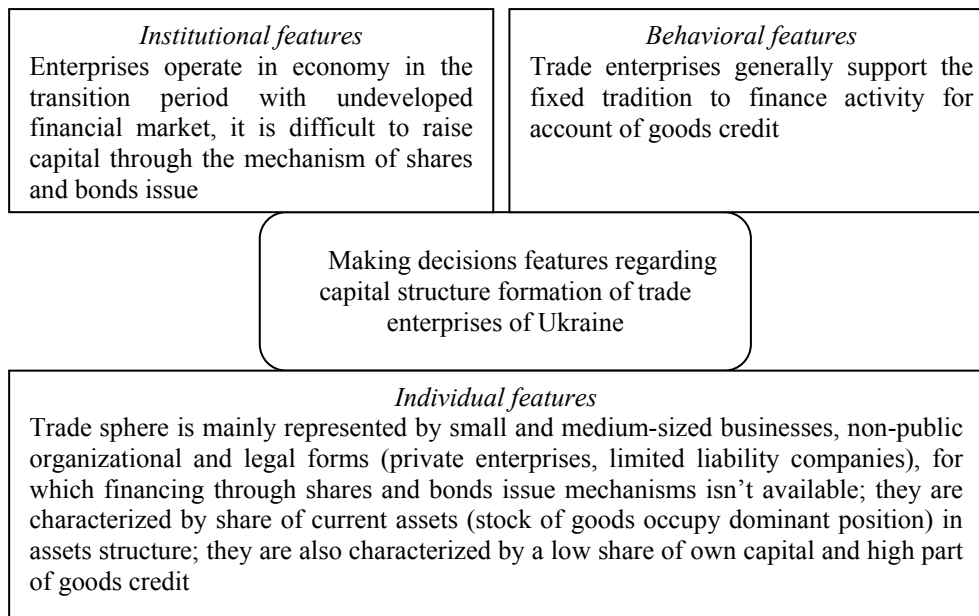 Institutional features
Enterprises operate in economy in the
transition period with undeveloped
financial market, it is difficult to raise
capital through the mechanism of shares
and bonds issue
Behavioral features
Trade enterprises generally support the
fixed tradition to finance activity for
account of goods credit
Making decisions features regarding
capital structure formation of trade
enterprises of Ukraine
Individual features
Trade sphere is mainly represented by small and medium-sized businesses, non-public
organizational and legal forms (private enterprises, limited liability companies), for
which financing through shares and bonds issue mechanisms isn’t available; they are
characterized by share of current assets (stock of goods occupy dominant position) in
assets structure; they are also characterized by a low share of own capital and high part
of goods credit